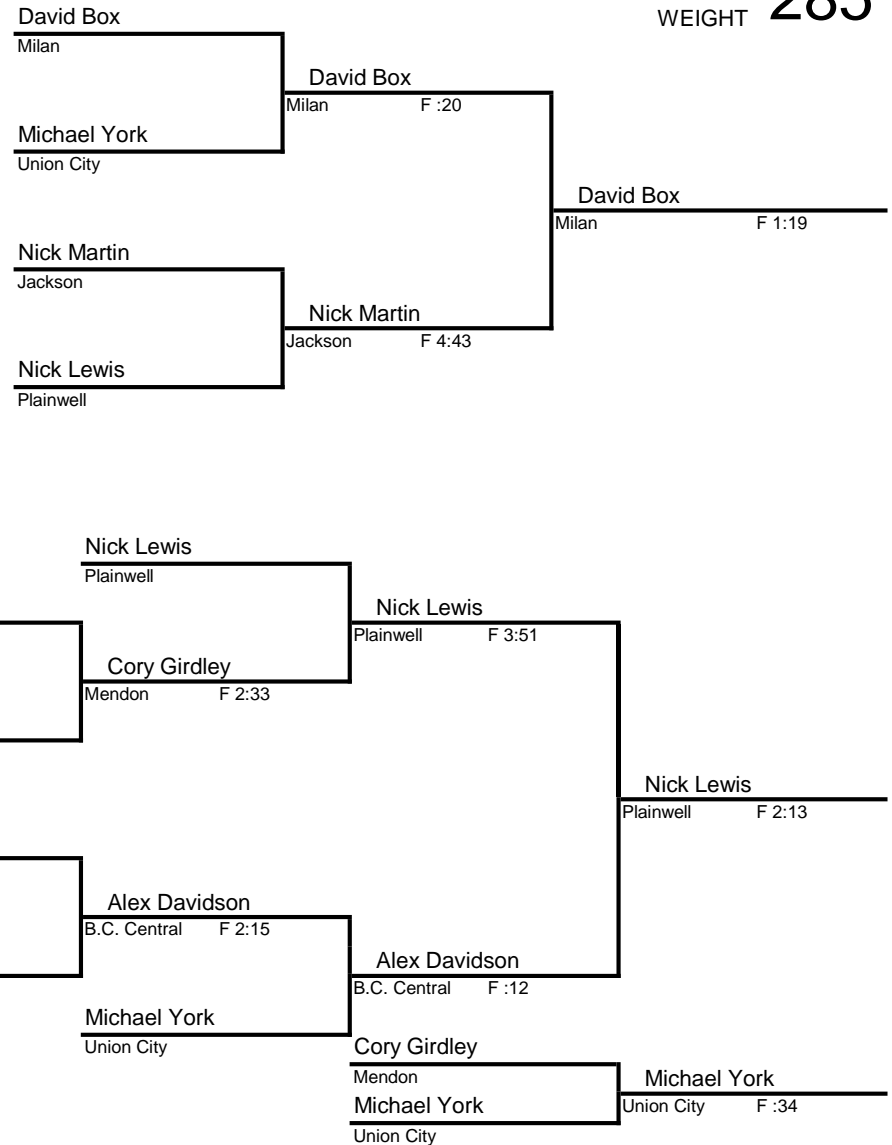 WEIGHT 285
David Box
Milan
David Box
Milan F :20
Michael York
Union City
David Box
Milan F 1:19
Nick Martin
Jackson
Nick Martin
Jackson F 4:43
Nick Lewis
Plainwell
Nick Lewis
Plainwell
Nick Lewis
Plainwell F 3:51
Cory Girdley
Mendon F 2:33
Nick Lewis
Plainwell F 2:13
Alex Davidson
B.C. Central F 2:15
Alex Davidson
B.C. Central F :12
Michael York
Union City
Cory Girdley
Mendon
Michael York
Union City F :34
Michael York
Union City